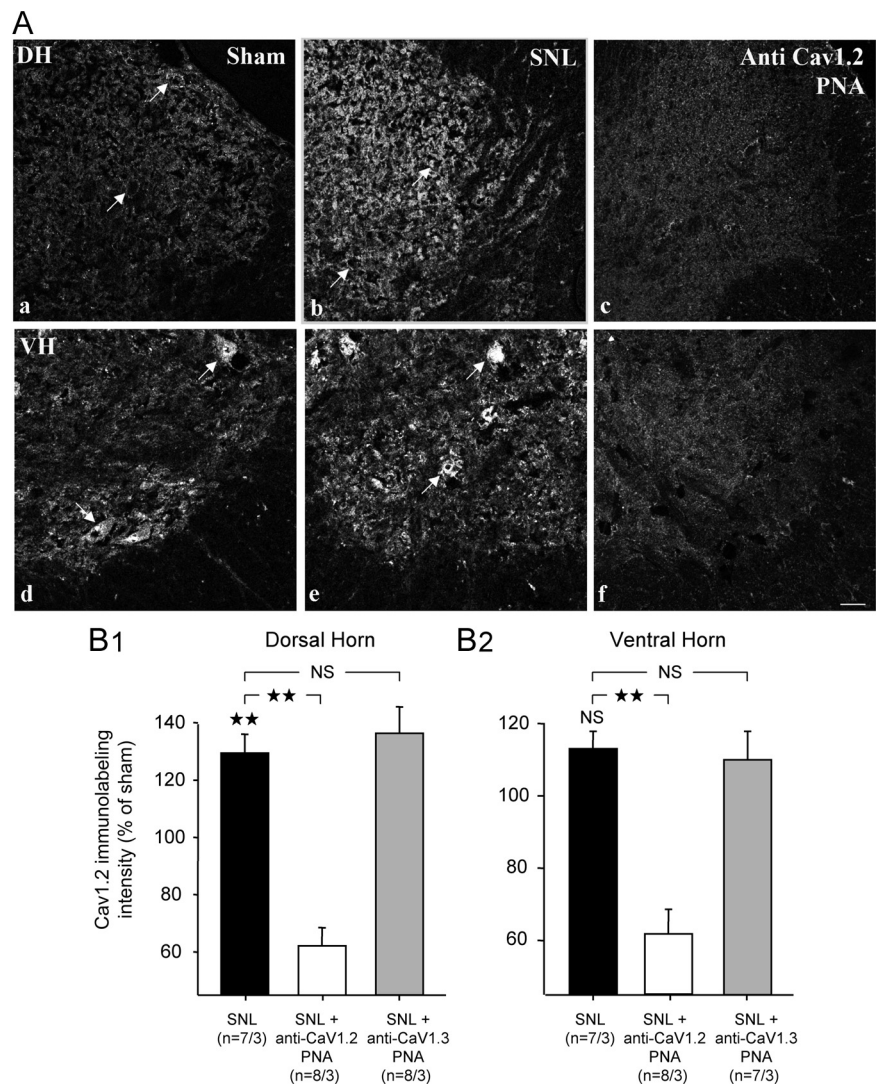 A
DH Sham
SNL
Anti Cav1.2
PNA
a
b
c
VH
d
e
f
B1 Dorsal Horn
NS
★★
★★
140
120
100
80
60
Cav1.2 immunolabeling
intensity (% of sham)
SNL
(n=7/3)
SNL +
anti-CaV1.2
PNA
(n=8/3)
SNL +
anti-CaV1.3
PNA
(n=8/3)
B2 Ventral Horn
NS
★★
NS
120
100
80
60
SNL
(n=7/3)
SNL +
anti-CaV1.2
PNA
(n=8/3)
SNL +
anti-CaV1.3
PNA
(n=7/3)